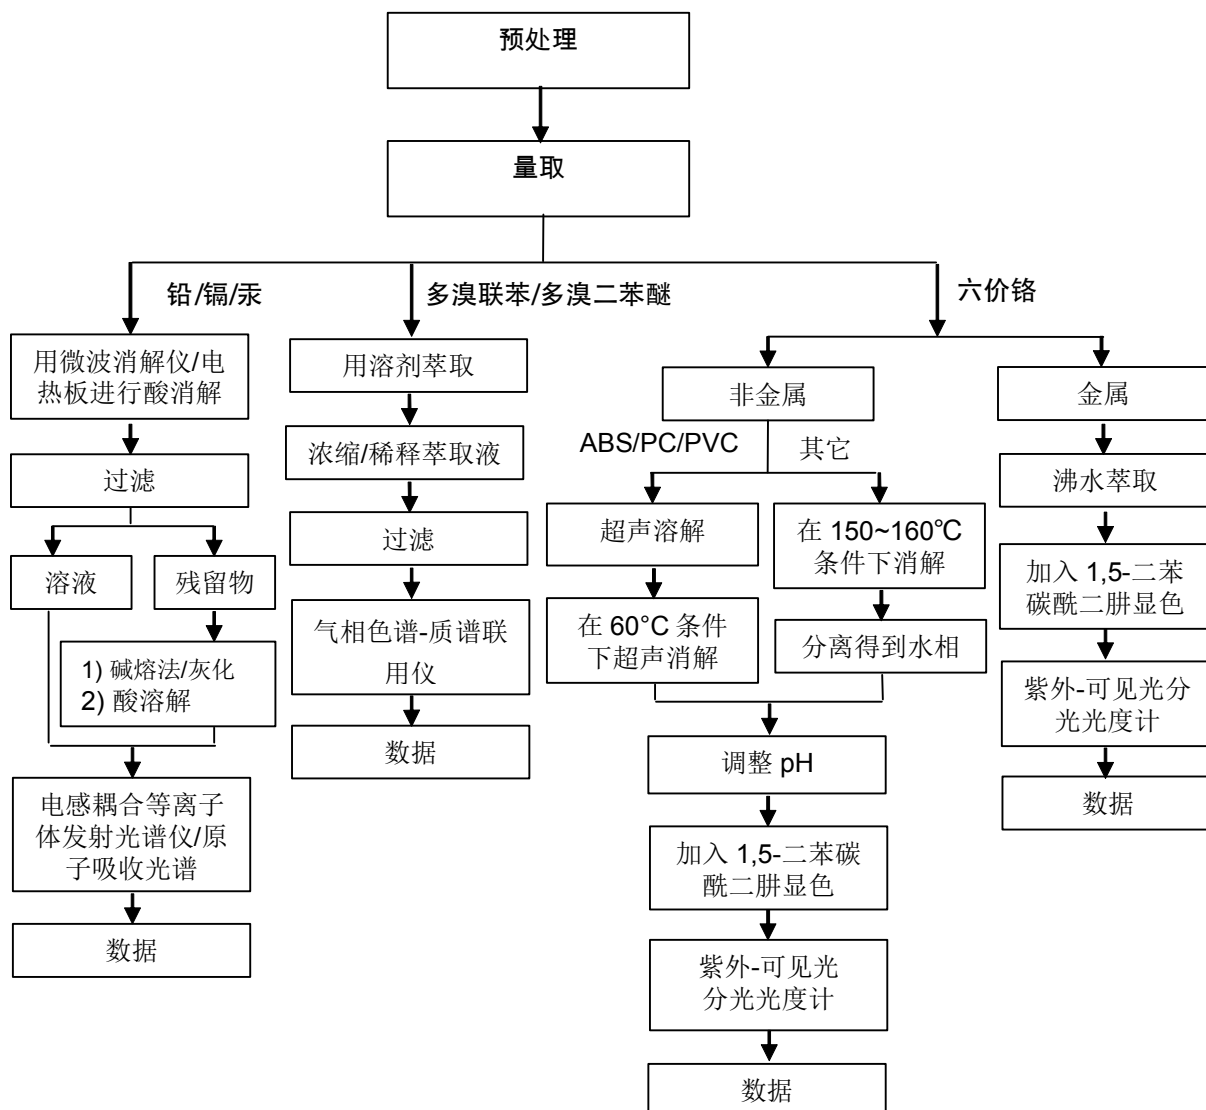 预处理
量取
铅/镉/汞
用微波消解仪/电
热板进行酸消解
过滤
溶液
残留物
1) 碱熔法/灰化
2) 酸溶解
电感耦合等离子
体发射光谱仪/原
子吸收光谱
数据
多溴联苯/多溴二苯醚
用溶剂萃取
浓缩/稀释萃取液
过滤
气相色谱-质谱联
用仪
数据
六价铬
非金属
ABS/PC/PVC
其它
超声溶解
在 60°C 条件
下超声消解
在 150~160℃
条件下消解
分离得到水相
调整 pH
加入 1,5-二苯碳
酰二肼显色
紫外-可见光
分光光度计
数据
金属
沸水萃取
加入 1,5-二苯
碳酰二肼显色
紫外-可见光分
光光度计
数据